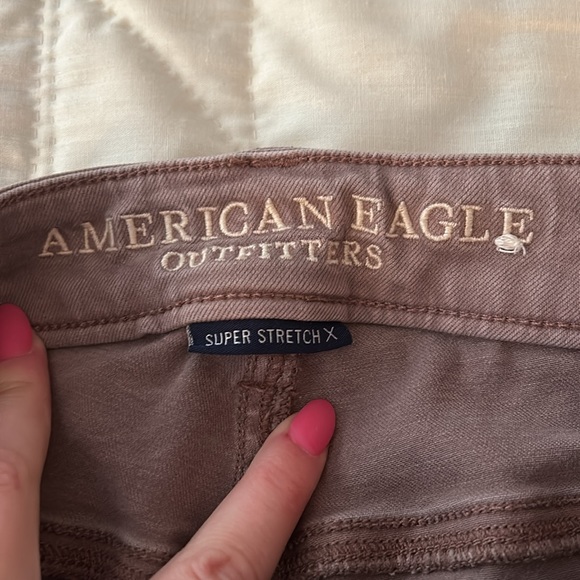 AMERICAN EAGLE
OUTFITTERS
SUPER STRETCH X